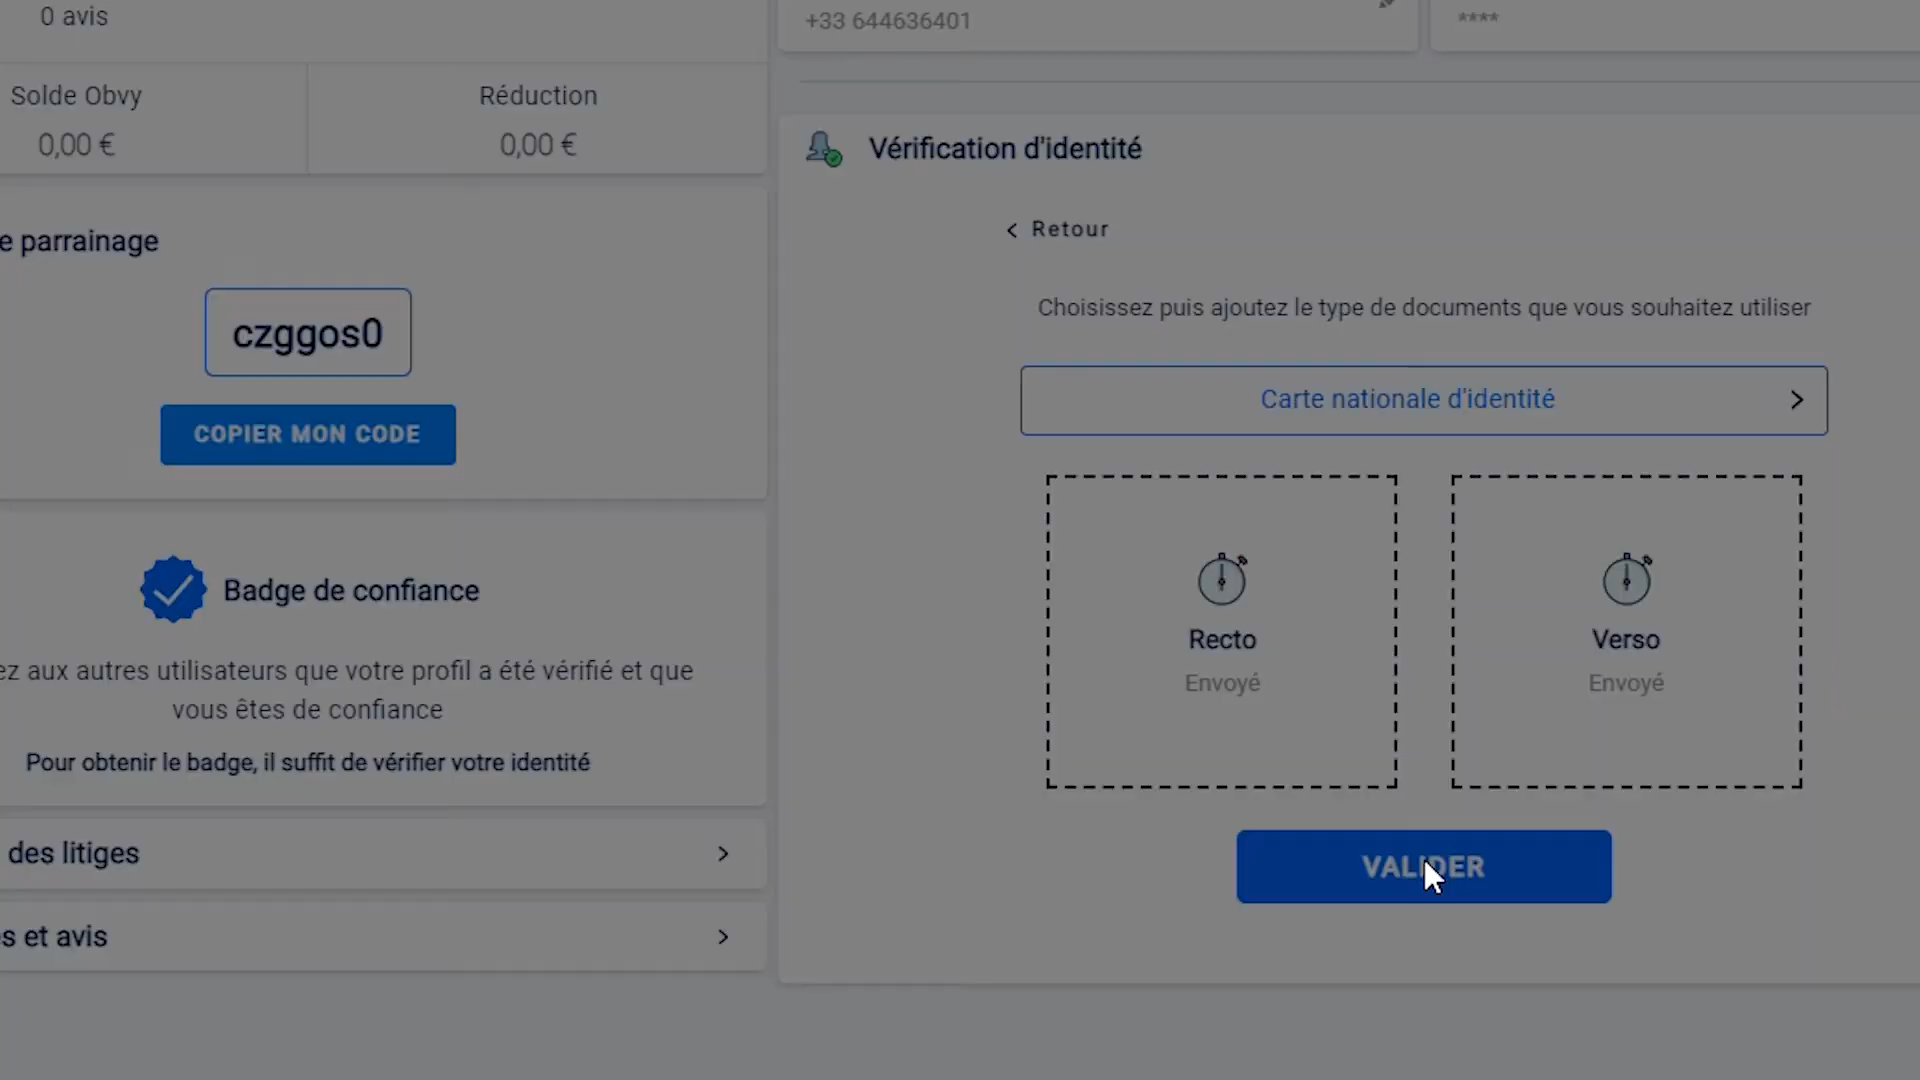 0 avis
Solde Obvy
0,00 €
Réduction
0,00 €
e parrainage
czggos0
COPIER MON CODE
Badge de confiance
ez aux autres utilisateurs que votre profil a été vérifié et que
vous êtes de confiance
Pour obtenir le badge, il suffit de vérifier votre identité
des litiges
s et avis
+33 644636401
****
Vérification d'identité
< Retour
Choisissez puis ajoutez le type de documents que vous souhaitez utiliser
Carte nationale d'identité
Recto
Envoyé
Verso
Envoyé
VALIDER